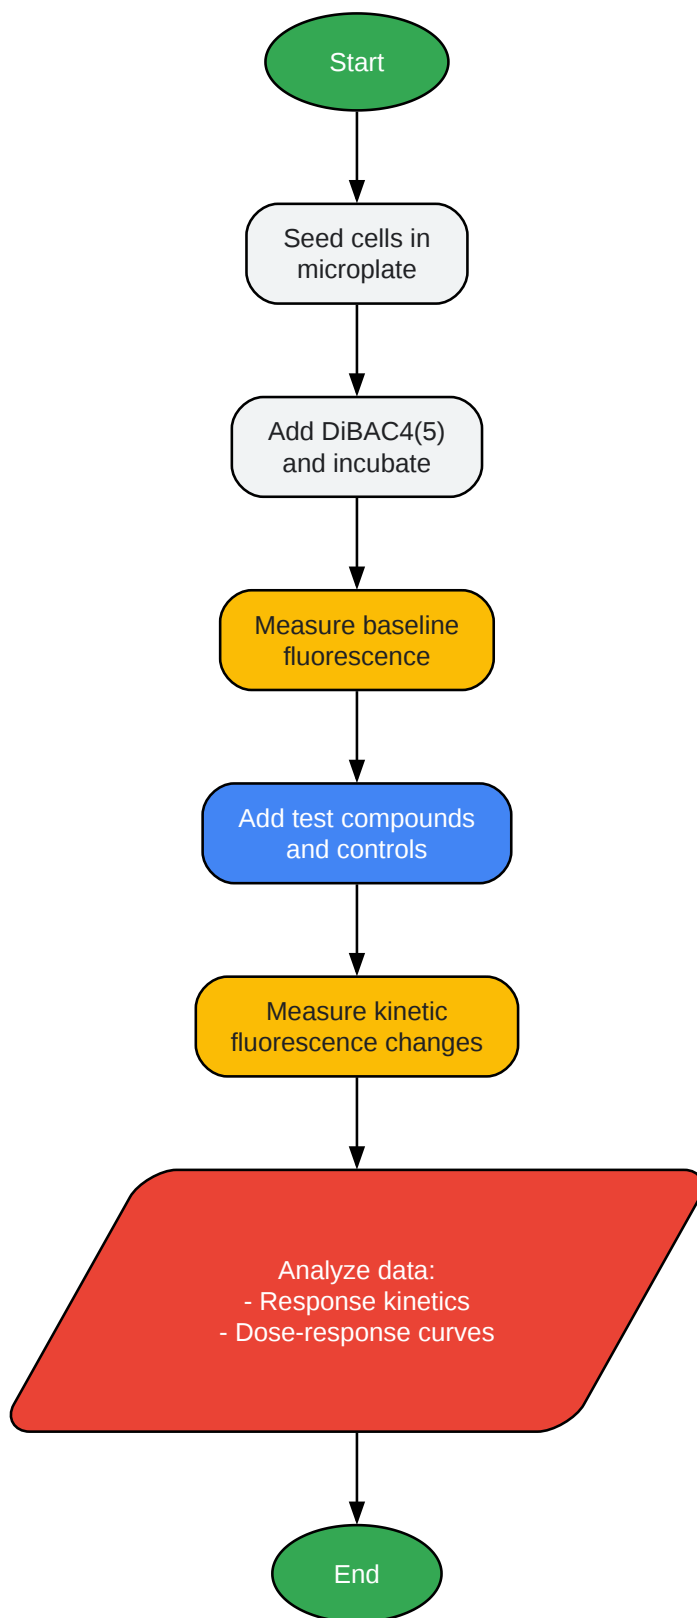 Start
Seed cells in
microplate
Add DiBAC4(5)
and incubate
Measure baseline
fluorescence
Add test compounds
and controls
Measure kinetic
fluorescence changes
Analyze data:
- Response kinetics
- Dose-response curves
End